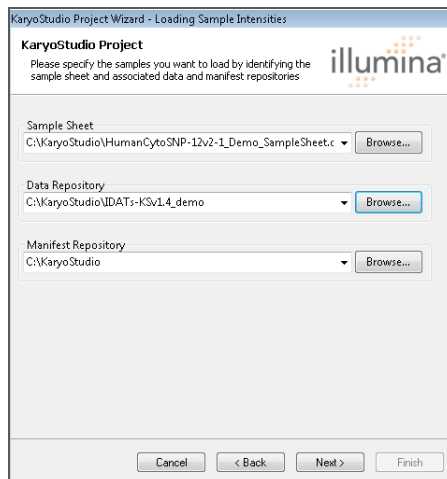 KaryoStudio Project Wizard - Loading Sample Intensities
KaryoStudio Project
Please specify the samples you want to load by identifying the
sample sheet and associated data and manifest repositories
illumina®
Sample Sheet
C:\KaryoStudio\HumanCytoSNP-12v2-1_Demo_SampleSheet.c
Browse...
Data Repository
C:\KaryoStudio\IDATs-KSv1.4_demo
Browse...
Manifest Repository
C:\KaryoStudio
Browse...
Cancel
< Back
Next >
Finish